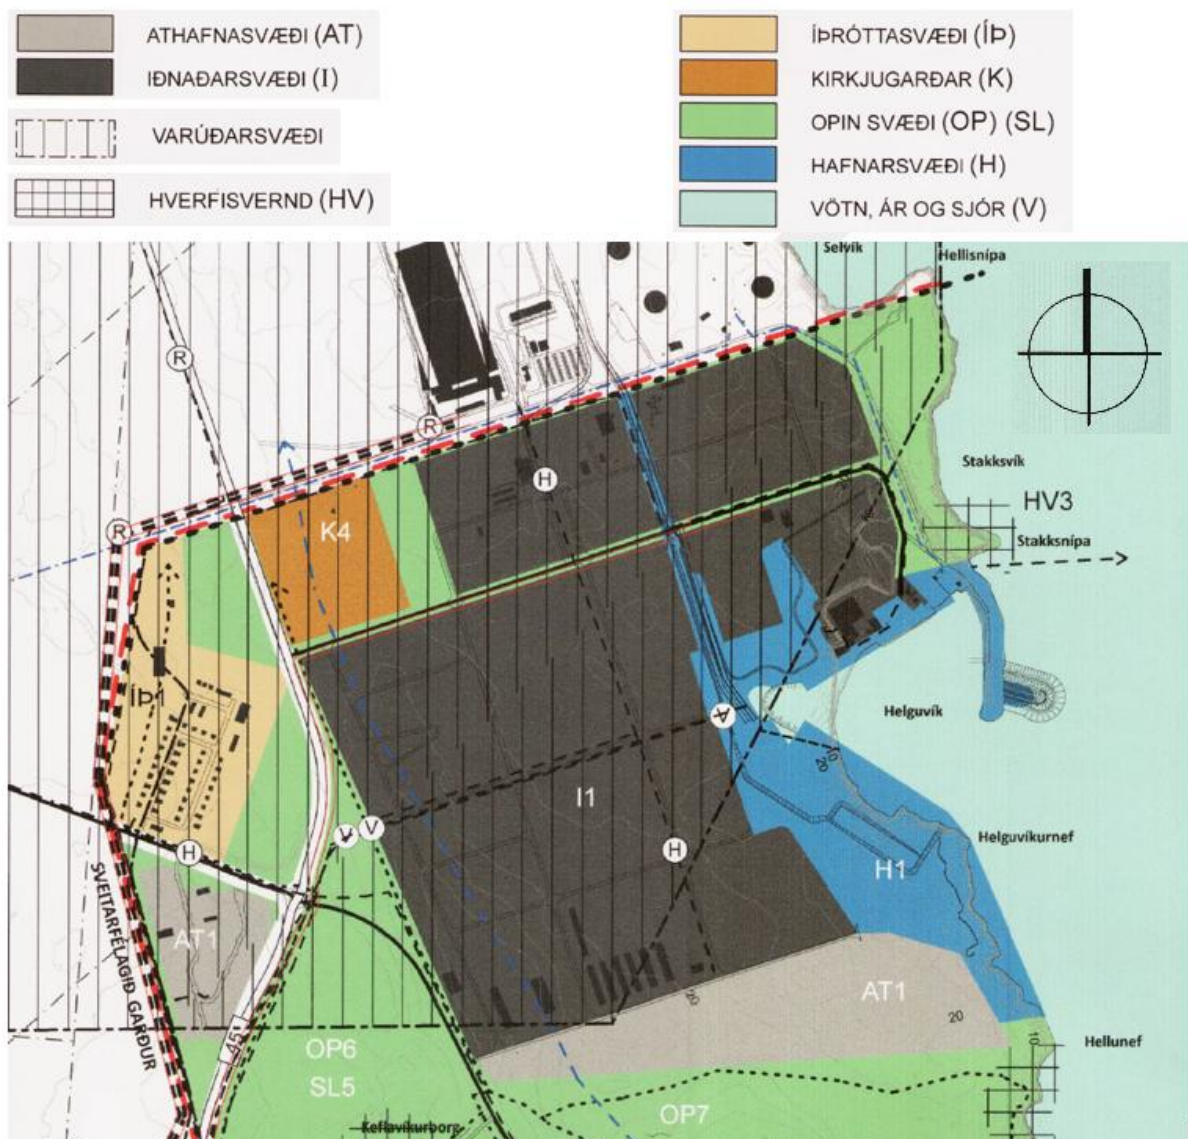 ATHAFNASVÆÐI (AT)
IÐNAÐARSVÆÐI (I)
VARÚÐARSVÆÐI
HVERFISVERND (HV)
ÍÞRÓTTASVÆÐI (ÍÞ)
KIRKJUGARÐAR (K)
OPIN SVÆÐI (OP) (SL)
HAFNARSVÆÐI (H)
VÖTN, ÁR OG SJÓR (V)
Selvík
Hellisnípa
R
R
Stakksvík
H
HV3
K4
R
Stakksnípa
ÍÞ1
Helguvík
A
10
20
I1
V
V
Helguvíkurnef
H
H
H1
SVEITARFÉLAGIÐ GARÐUR
AT1
AT1
20
20
45
10
Hellunef
OP6
SL5
OP7
Keflavíkurborg